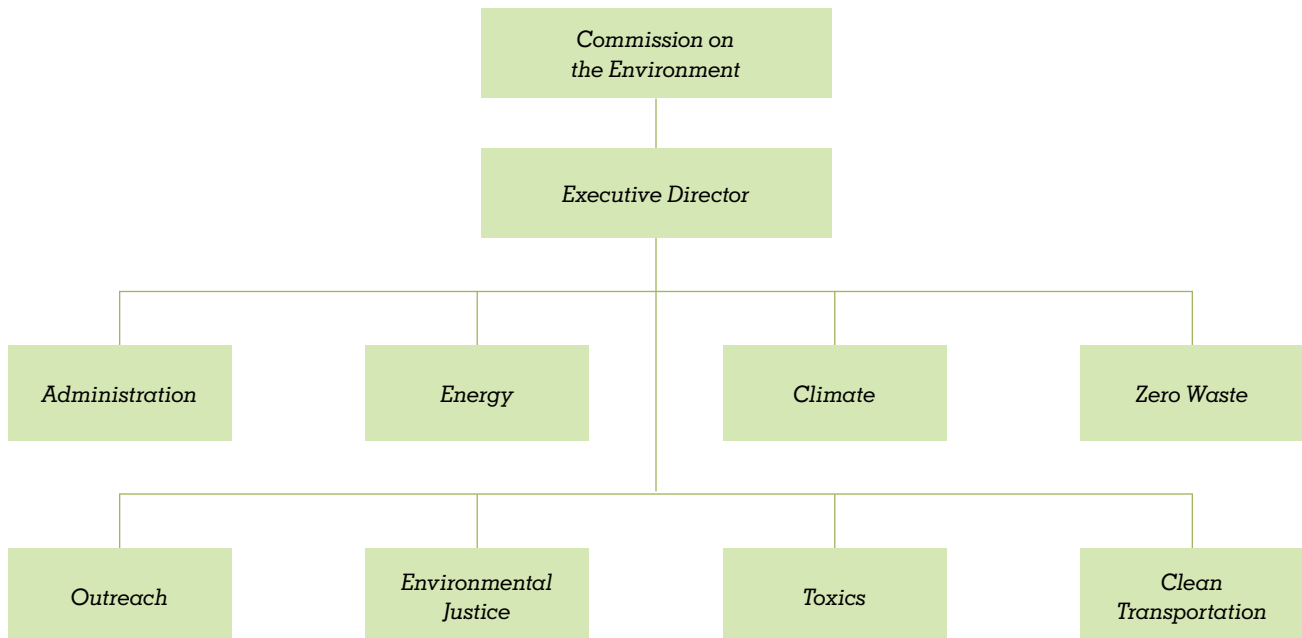 Commission on
the Environment
Executive Director
Administration
Energy
Climate
Zero Waste
Outreach
Environmental
Justice
Toxics
Clean
Transportation